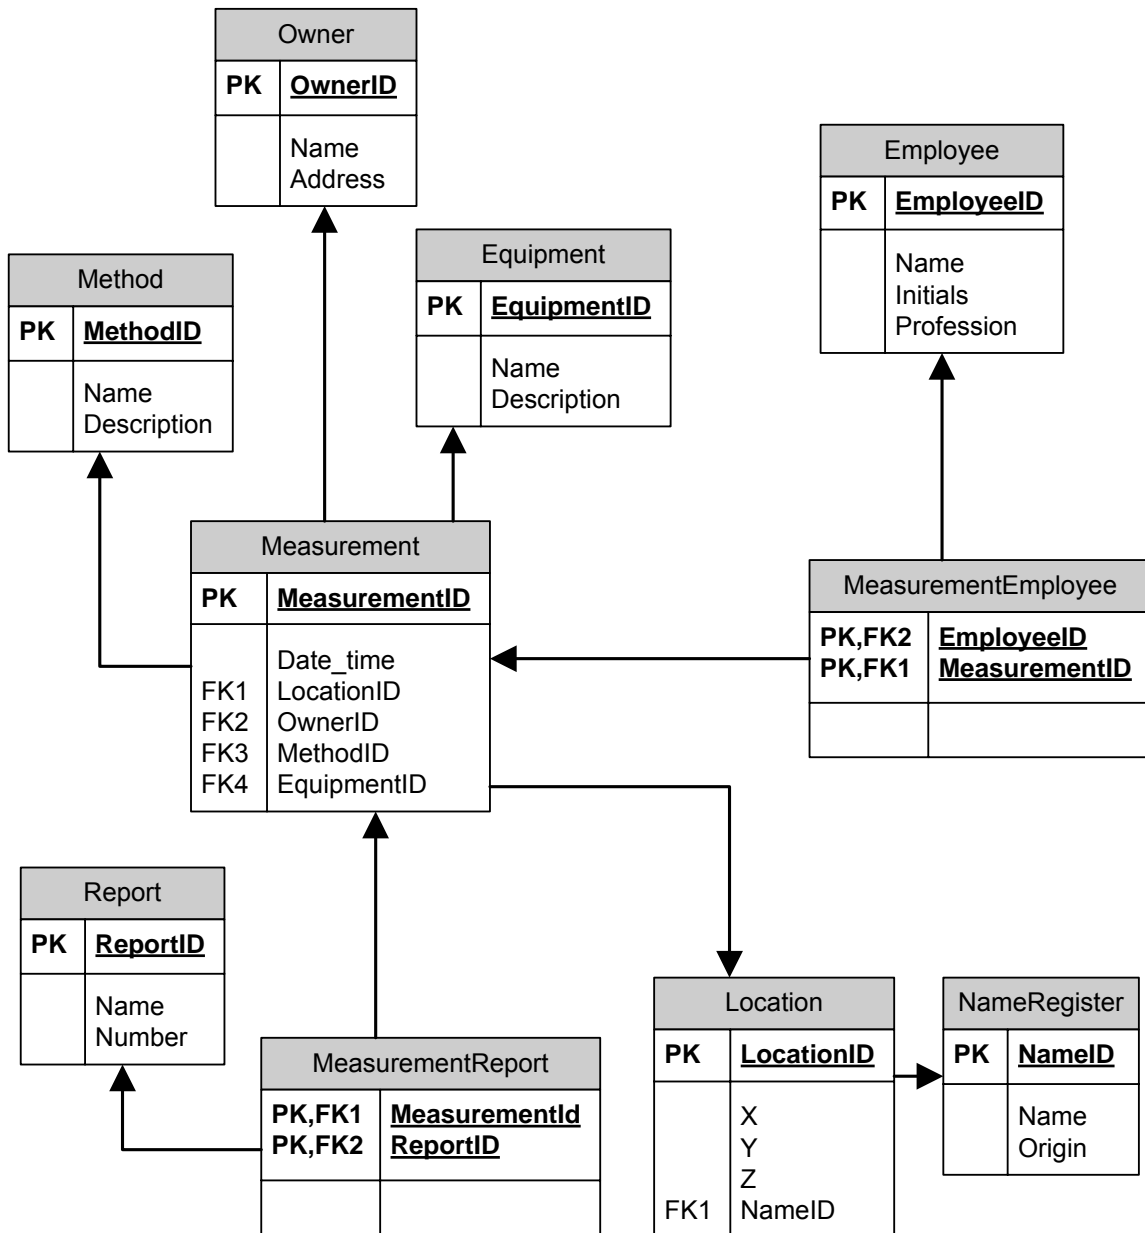 Owner
PK OwnerID
Name
Address
Employee
PK EmployeeID
Name
Initials
Profession
Equipment
PK EquipmentID
Name
Description
Method
PK MethodID
Name
Description
Measurement
PK MeasurementID
Date_time
FK1 LocationID
FK2 OwnerID
FK3 MethodID
FK4 EquipmentID
MeasurementEmployee
PK,FK2 EmployeeID
PK,FK1 MeasurementID
Report
PK ReportID
Name
Number
MeasurementReport
PK,FK1 MeasurementId
PK,FK2 ReportID
Location
PK LocationID
X
Y
Z
FK1 NameID
NameRegister
PK NameID
Name
Origin